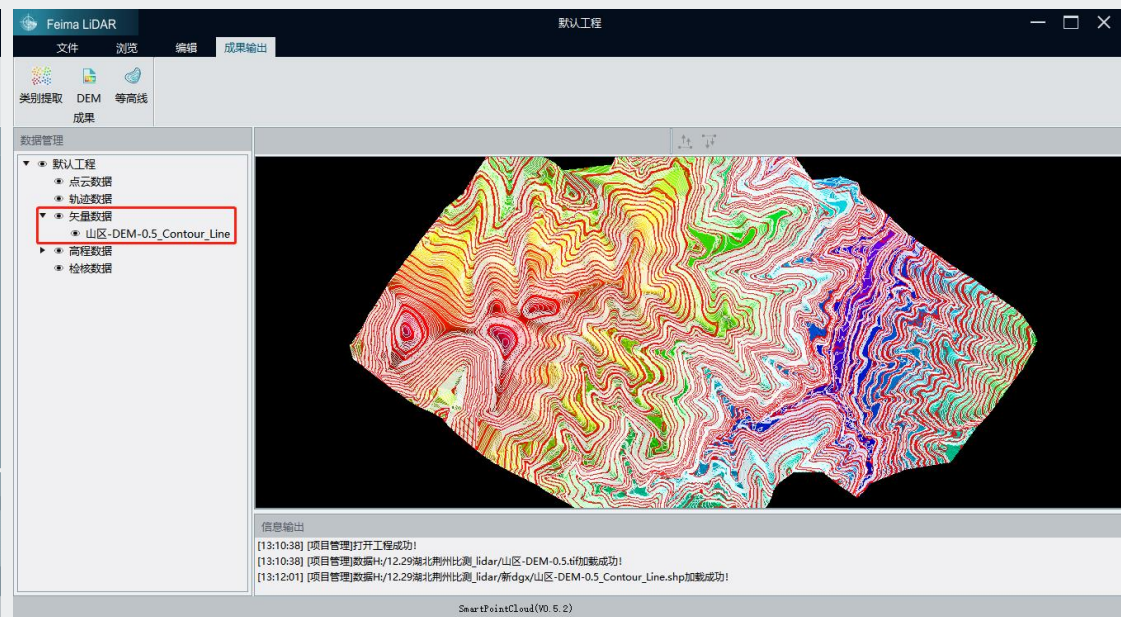 Feima LiDAR
默认工程
文件 浏览 编辑 成果输出
类别提取 DEM 等高线
成果
数据管理
默认工程
点云数据
轨迹数据
矢量数据
山区-DEM-0.5_Contour_Line
高程数据
检核数据
信息输出
[13:10:38] [项目管理]打开工程成功!
[13:10:38] [项目管理]数据H:/12.29湖北荆州比测_lidar/山区-DEM-0.5.tif加载成功!
[13:12:01] [项目管理]数据H:/12.29湖北荆州比测_lidar/新dgx/山区-DEM-0.5_Contour_Line.shp加载成功!
SmartPointCloud(V0.5.2)